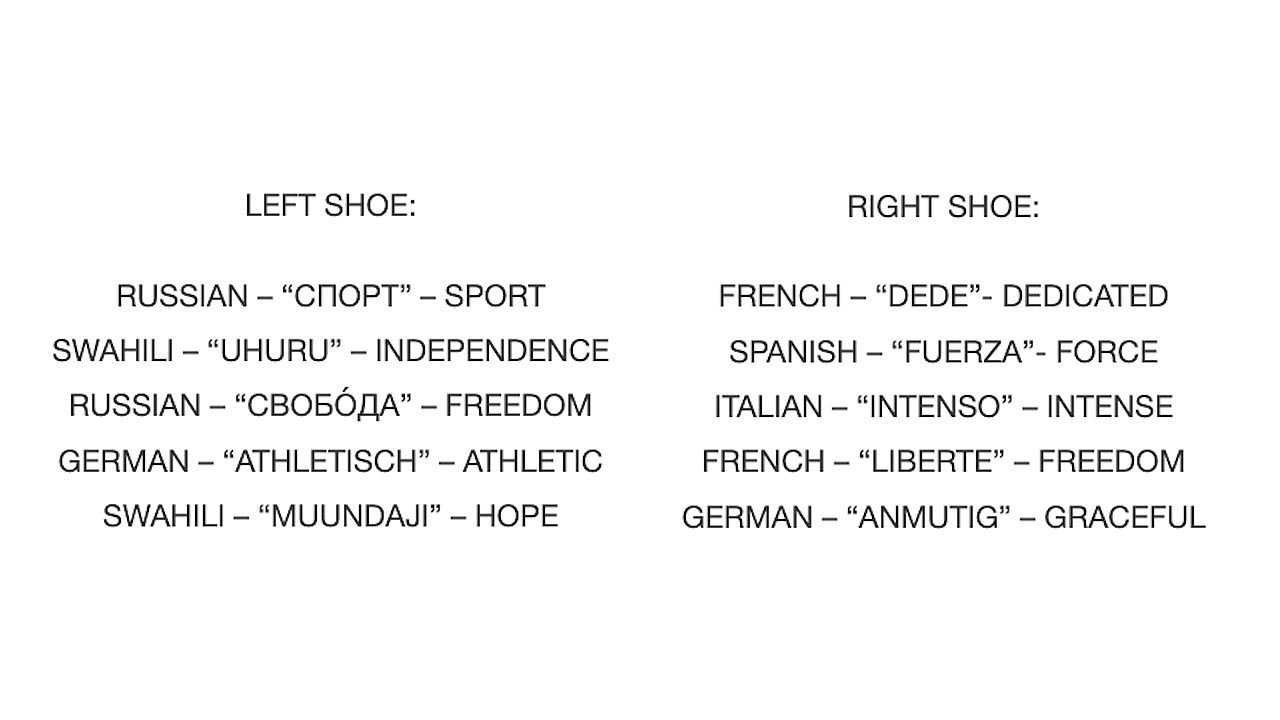 LEFT SHOE:
RUSSIAN – “СПОРТ” – SPORT
SWAHILI – “UHURU” – INDEPENDENCE
RUSSIAN – “СВОБО́ДА” – FREEDOM
GERMAN – “ATHLETISCH” – ATHLETIC
SWAHILI – “MUUNDAJI” – HOPE
RIGHT SHOE:
FRENCH – “DEDE”- DEDICATED
SPANISH – “FUERZA”- FORCE
ITALIAN – “INTENSO” – INTENSE
FRENCH – “LIBERTE” – FREEDOM
GERMAN – “ANMUTIG” – GRACEFUL